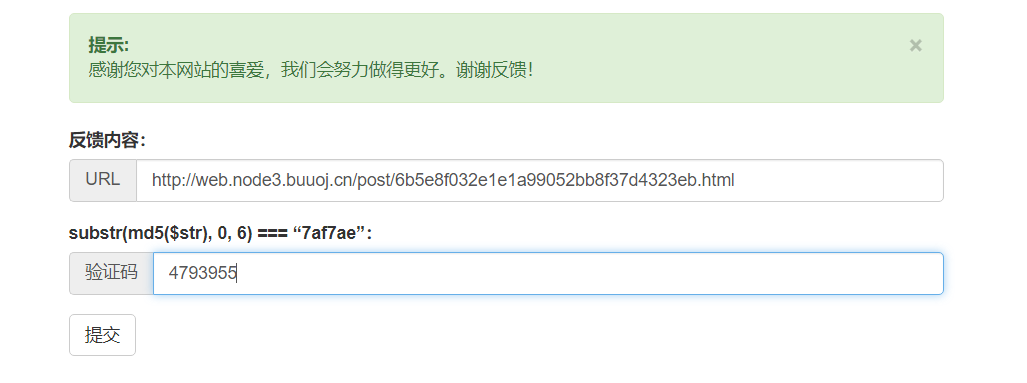 提示:
×
感谢您对本网站的喜爱，我们会努力做得更好。谢谢反馈！
反馈内容：
URL http://web.node3.buuoj.cn/post/6b5e8f032e1e1a99052bb8f37d4323eb.html
substr(md5($str), 0, 6) === “7af7ae”：
验证码 4793955
提交